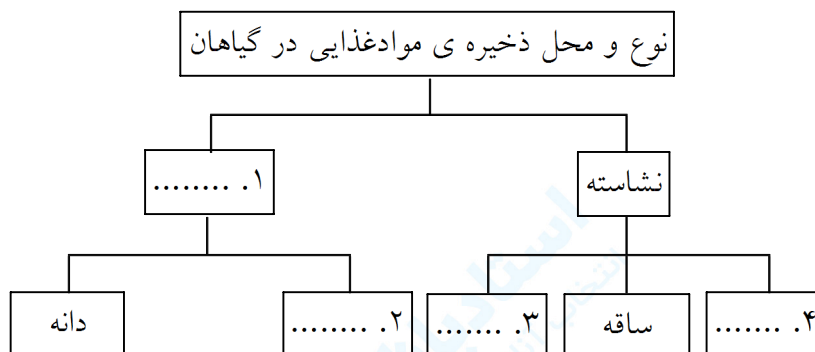 نوع و محل ذخیره ی موادغذایی در گیاهان
نشاسته
۱. ........
۴. .......
ساقه
۳. .......
۲. ........
دانه